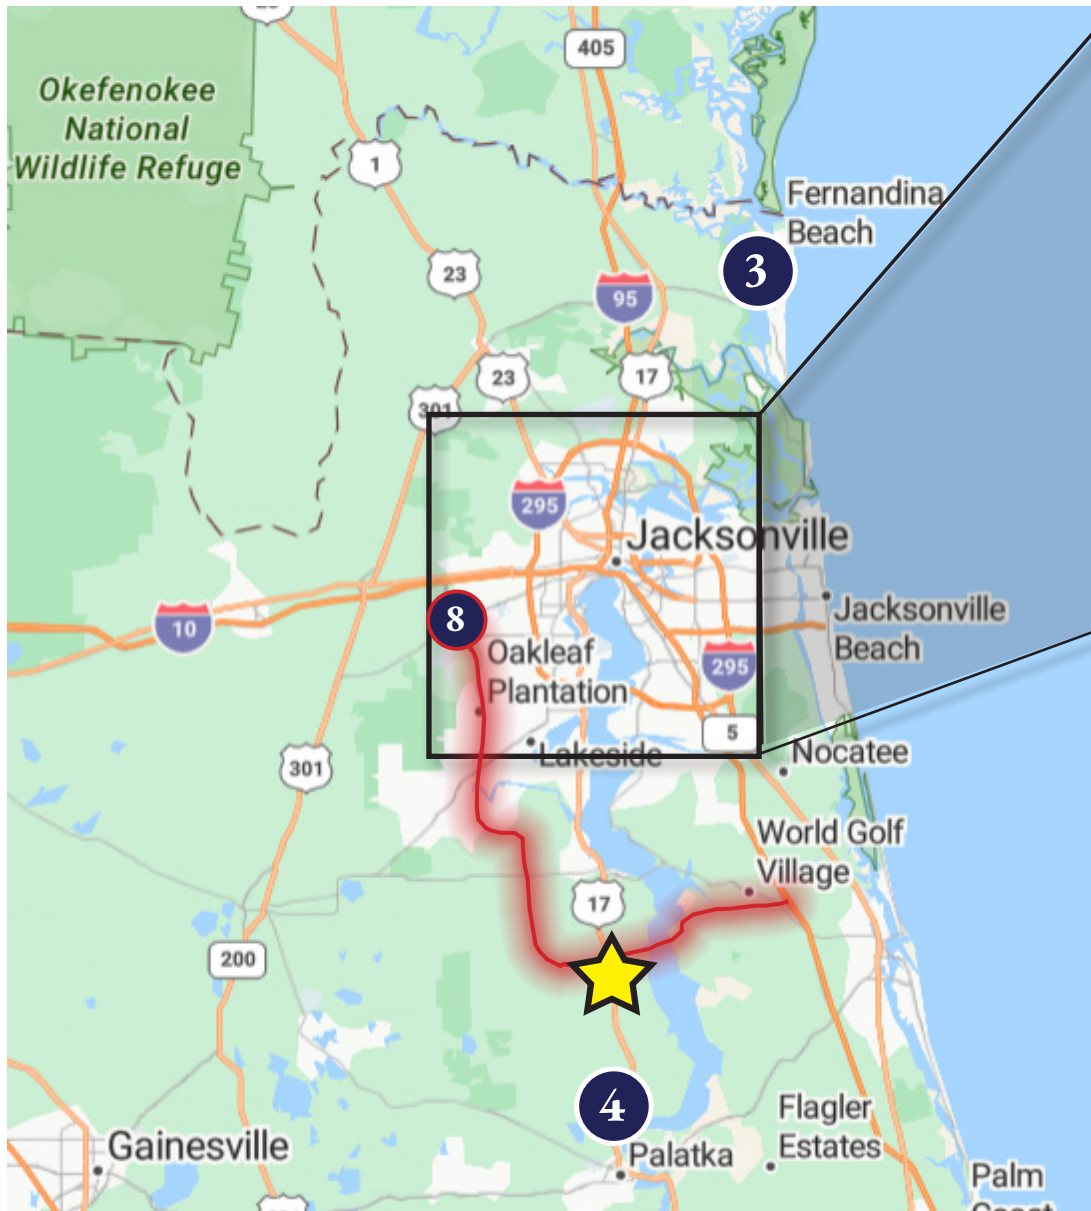 405
Okefenokee
National
Wildlife Refuge
1
Fernandina
Beach
3
23
95
23
17
301
295
Jacksonville
10
8
Jacksonville
Beach
Oakleaf
Plantation
295
5
Lakeside
Nocatee
301
World Golf
Village
17
200
4
Flagler
Estates
Gainesville
Palatka
Palm
Coast